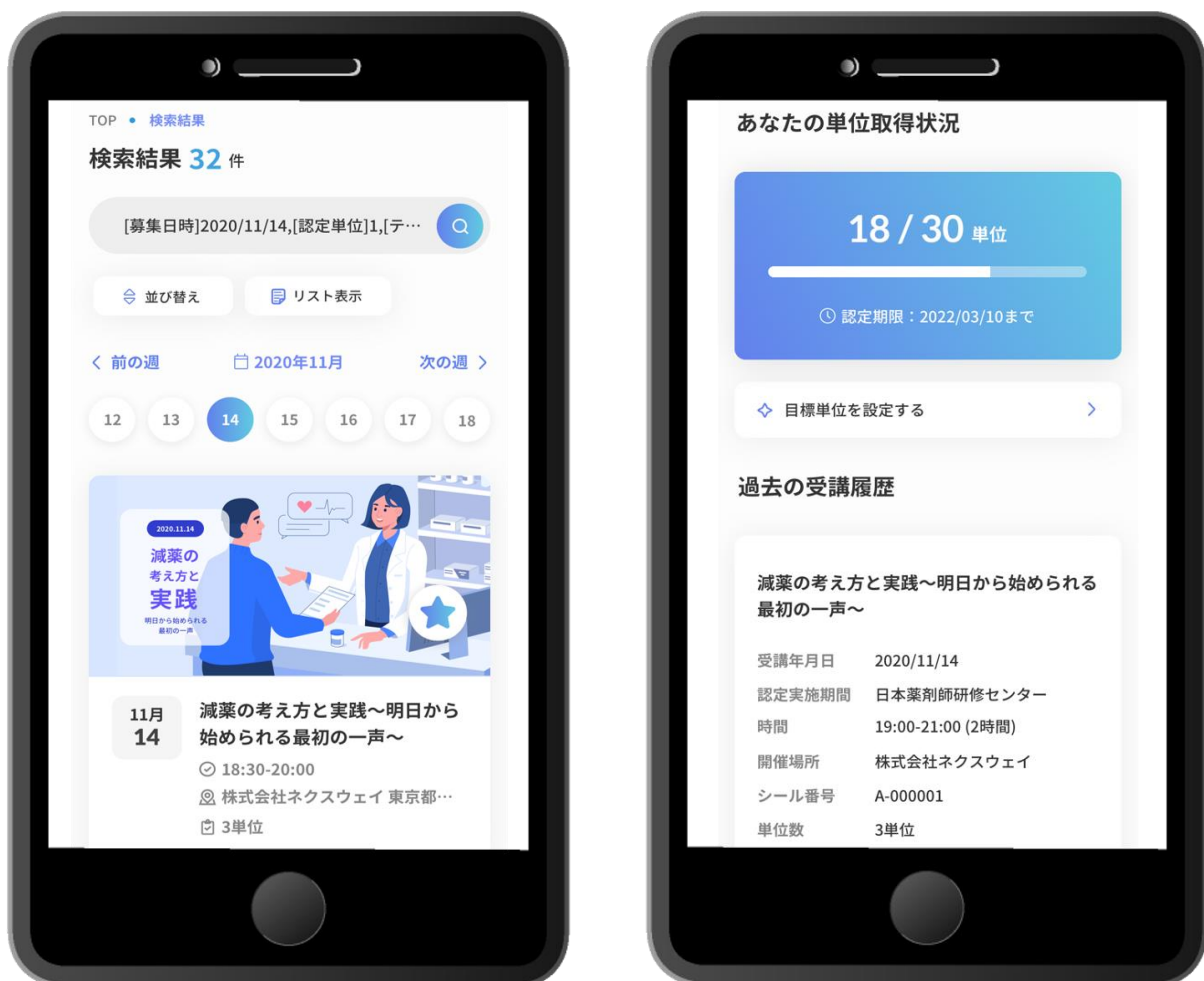 TOP • 検索結果
検索結果 32 件
[募集日時]2020/11/14,[認定単位]1,[テ…
並び替え
リスト表示
前の週
2020年11月
次の週
12 13 14 15 16 17 18
2020.11.14
減薬の
考え方と
実践
明日から始められる
最初の一声
11月
14
減薬の考え方と実践〜明日から
始められる最初の一声〜
18:30-20:00
株式会社ネクスウェイ 東京都…
3単位
あなたの単位取得状況
18 / 30 単位
認定期限：2022/03/10まで
目標単位を設定する
過去の受講履歴
減薬の考え方と実践〜明日から始められる
最初の一声〜
受講年月日 2020/11/14
認定実施期間 日本薬剤師研修センター
時間 19:00-21:00 (2時間)
開催場所 株式会社ネクスウェイ
シール番号 A-000001
単位数 3単位